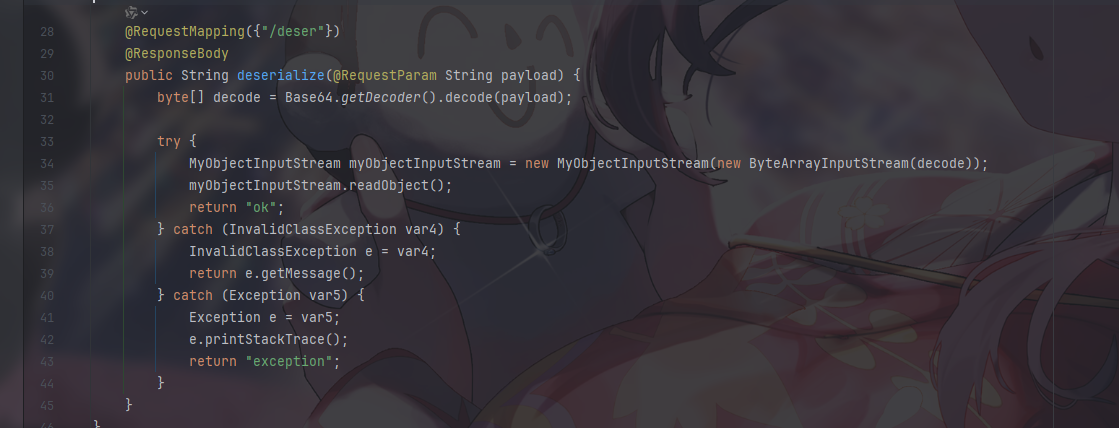 28 @RequestMapping({"/deser"})
29 @ResponseBody
30 public String deserialize(@RequestParam String payload) {
31 byte[] decode = Base64.getDecoder().decode(payload);
32
33 try {
34 MyObjectInputStream myObjectInputStream = new MyObjectInputStream(new ByteArrayInputStream(decode));
35 myObjectInputStream.readObject();
36 return "ok";
37 } catch (InvalidClassException var4) {
38 InvalidClassException e = var4;
39 return e.getMessage();
40 } catch (Exception var5) {
41 Exception e = var5;
42 e.printStackTrace();
43 return "exception";
44 }
45 }
}